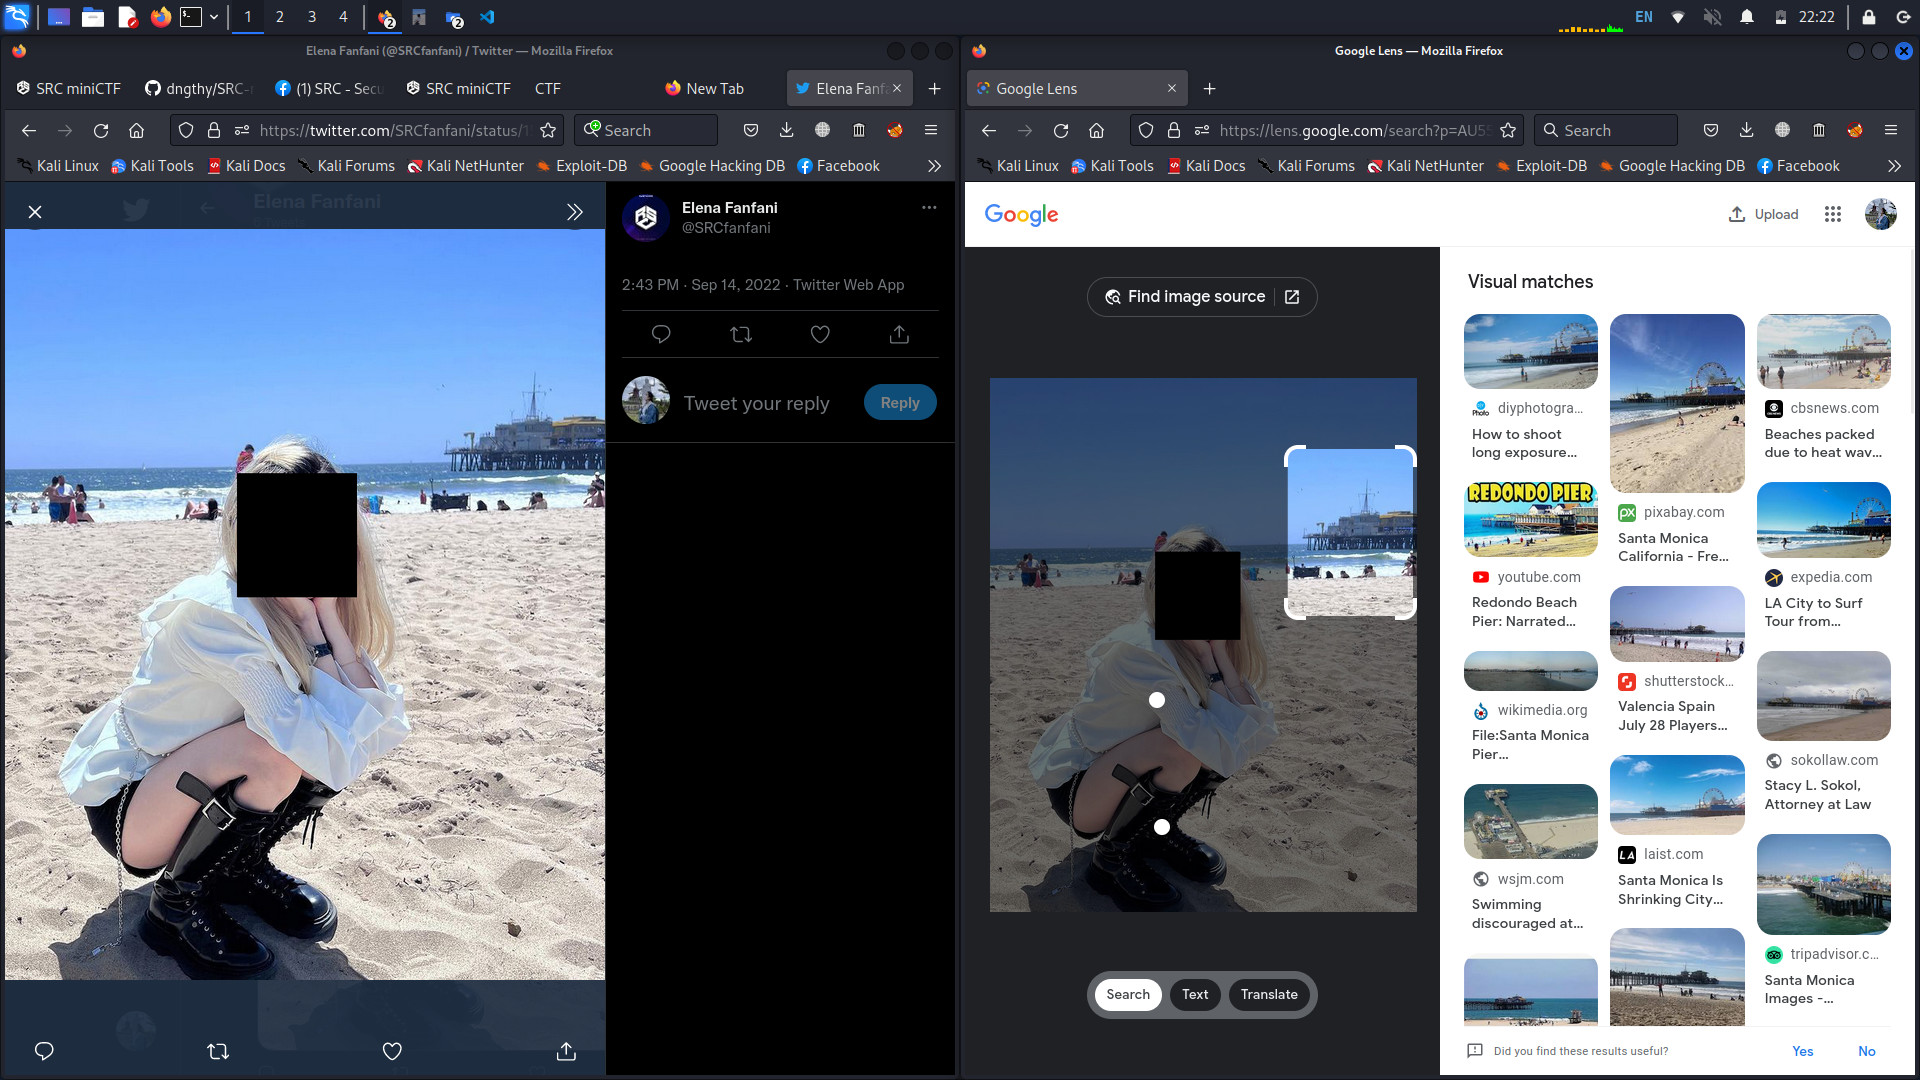 1 2 3 4 2 2 EN 22:22
Elena Fanfani (@SRCfanfani) / Twitter — Mozilla Firefox
SRC miniCTF dngthy/SRC- (1) SRC - Secu SRC miniCTF CTF New Tab Elena Fanfa
https://twitter.com/SRCfanfani/status/1 Search
Kali Linux Kali Tools Kali Docs Kali Forums Kali NetHunter Exploit-DB Google Hacking DB Facebook
Elena Fanfani
Elena Fanfani
@SRCfanfani
2:43 PM · Sep 14, 2022 · Twitter Web App
Tweet your reply
Reply
Google Lens — Mozilla Firefox
Google Lens
https://lens.google.com/search?p=AU55 Search
Kali Linux Kali Tools Kali Docs Kali Forums Kali NetHunter Exploit-DB Google Hacking DB Facebook
Google
Upload
Find image source
Search Text Translate
Visual matches
Photo diyphotogra...
How to shoot
long exposure...
REDONDO PIER
youtube.com
Redondo Beach
Pier: Narrated...
wikimedia.org
File:Santa Monica
Pier...
wsjm.com
Swimming
discouraged at...
px pixabay.com
Santa Monica
California - Fre...
shutterstock...
Valencia Spain
July 28 Players...
LA laist.com
Santa Monica Is
Shrinking City...
cbsnews.com
Beaches packed
due to heat wav...
expedia.com
LA City to Surf
Tour from...
sokollaw.com
Stacy L. Sokol,
Attorney at Law
tripadvisor.c...
Santa Monica
Images -...
Did you find these results useful?
Yes No